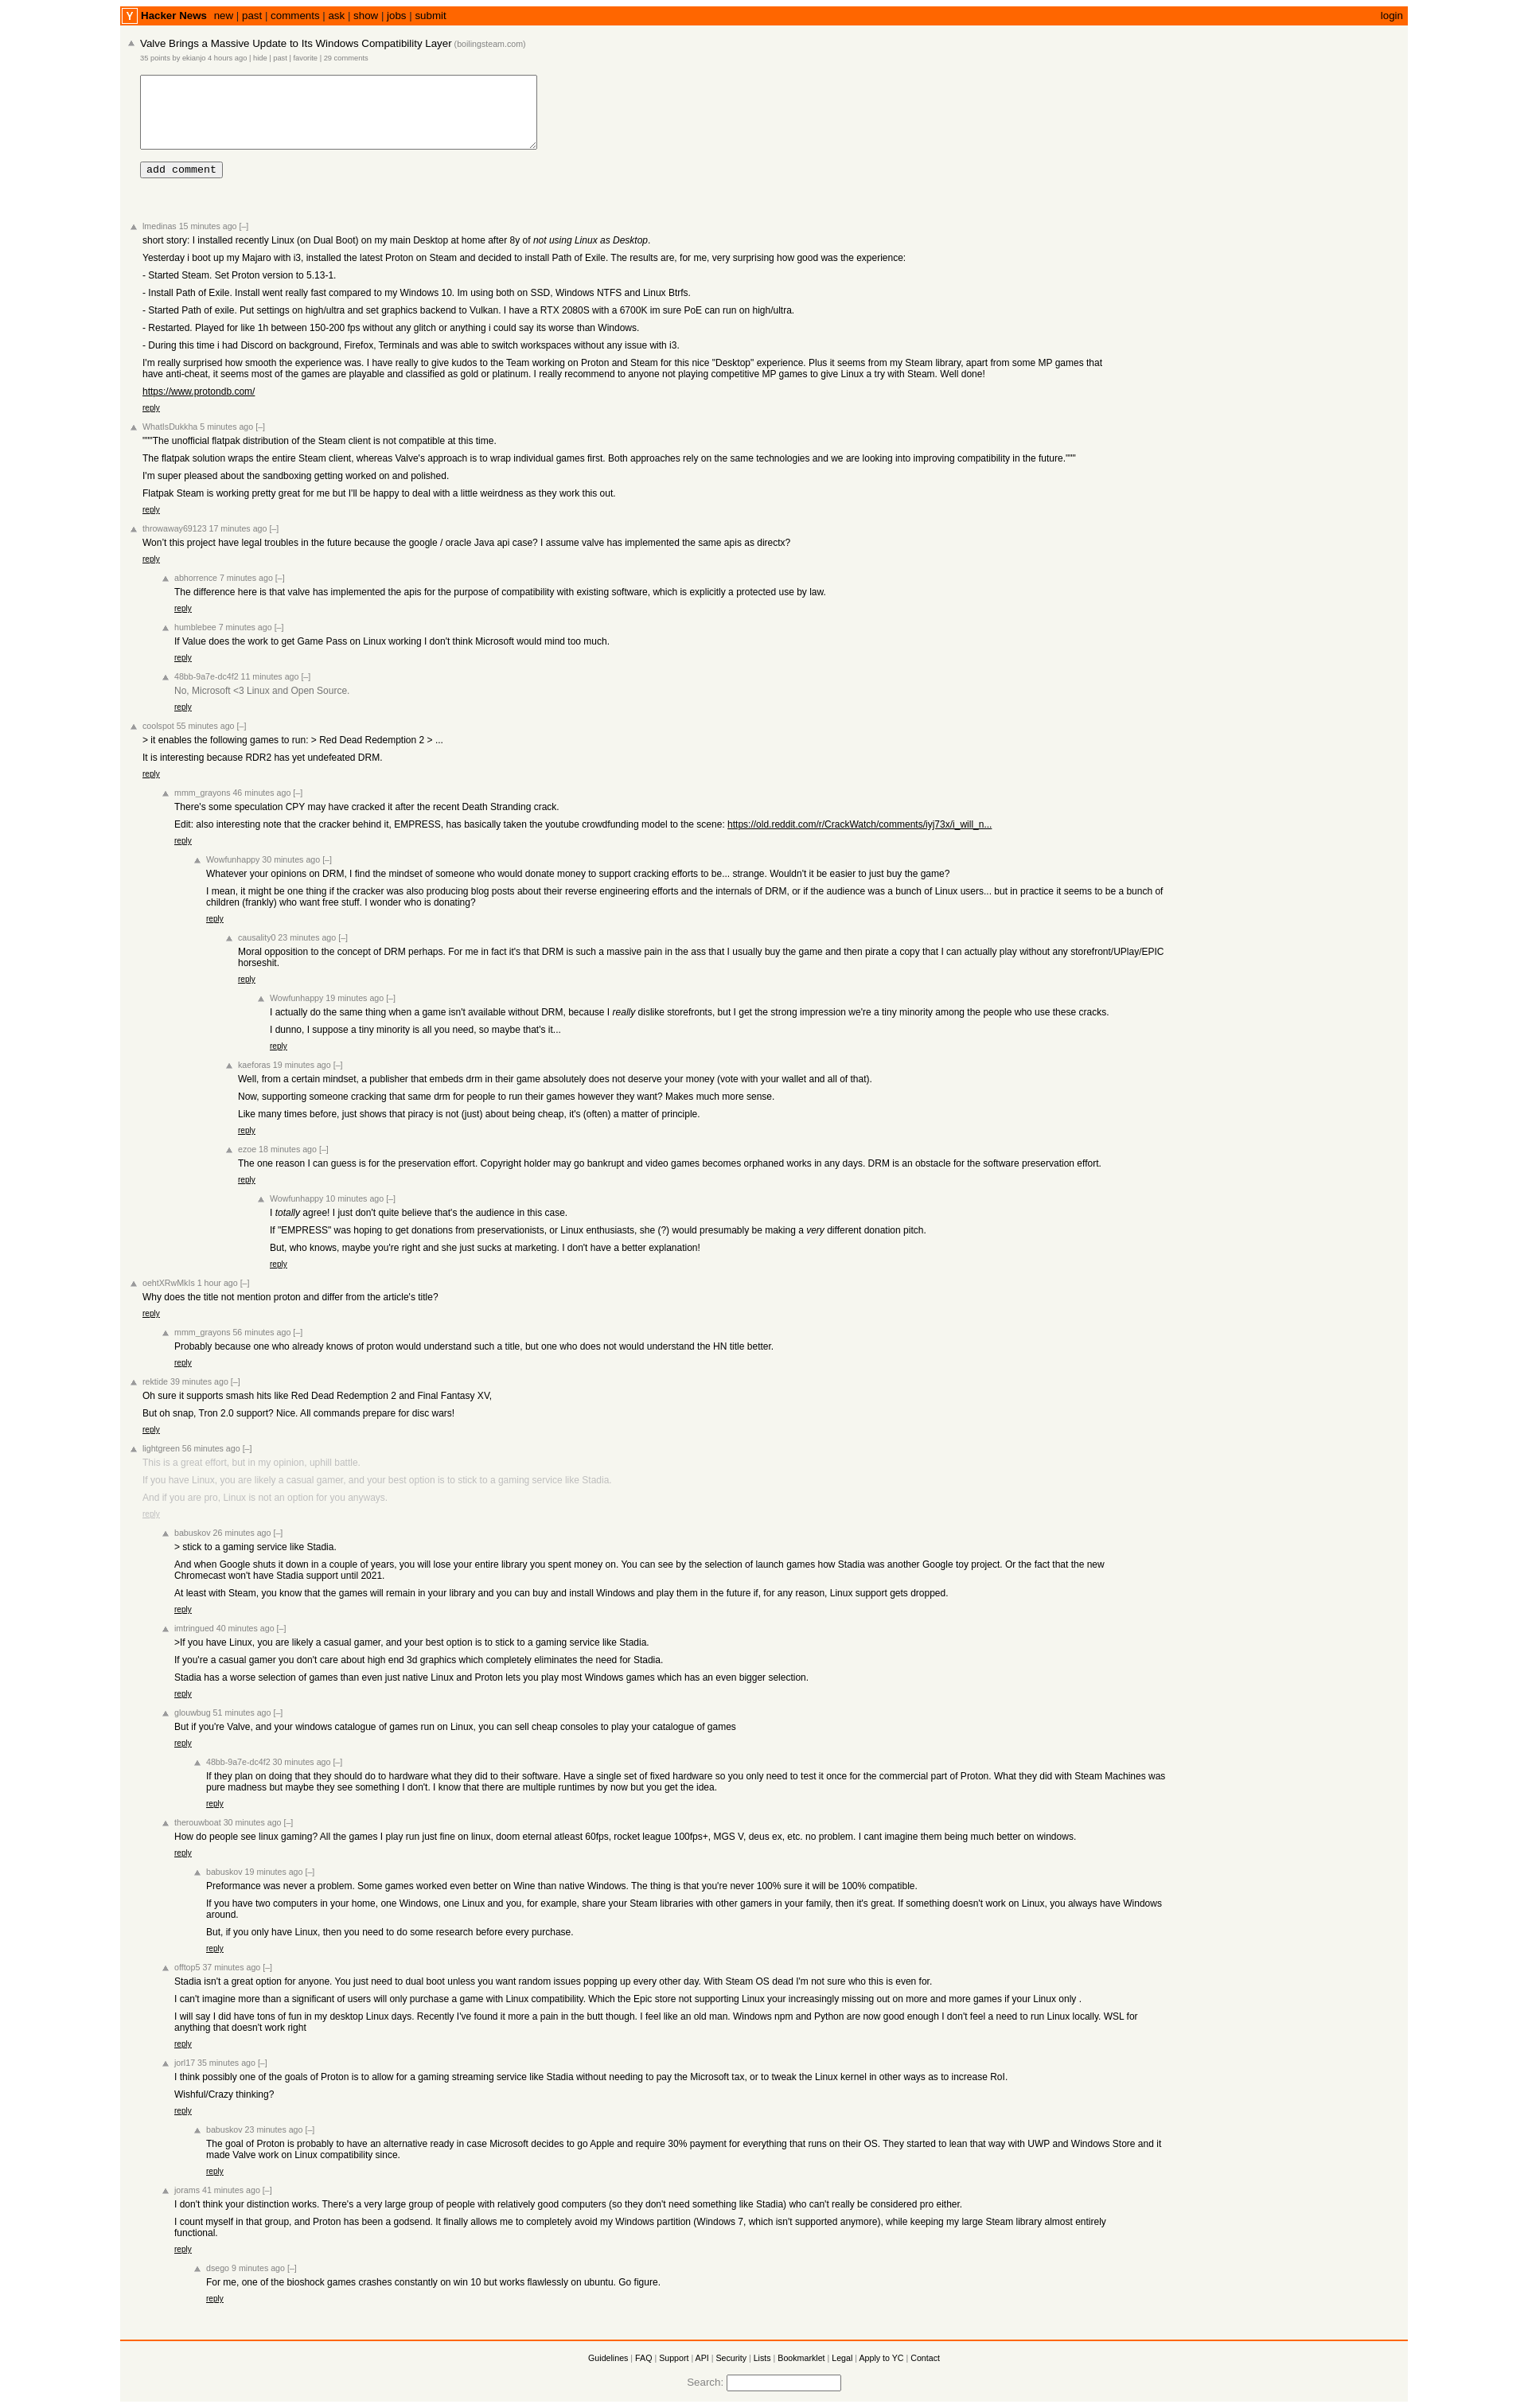 Y Hacker News new | past | comments | ask | show | jobs | submit login
Valve Brings a Massive Update to Its Windows Compatibility Layer (boilingsteam.com)
35 points by ekianjo 4 hours ago | hide | past | favorite | 29 comments
add comment
lmedinas 15 minutes ago [–]
short story: I installed recently Linux (on Dual Boot) on my main Desktop at home after 8y of not using Linux as Desktop.
Yesterday i boot up my Majaro with i3, installed the latest Proton on Steam and decided to install Path of Exile. The results are, for me, very surprising how good was the experience:
- Started Steam. Set Proton version to 5.13-1.
- Install Path of Exile. Install went really fast compared to my Windows 10. Im using both on SSD, Windows NTFS and Linux Btrfs.
- Started Path of exile. Put settings on high/ultra and set graphics backend to Vulkan. I have a RTX 2080S with a 6700K im sure PoE can run on high/ultra.
- Restarted. Played for like 1h between 150-200 fps without any glitch or anything i could say its worse than Windows.
- During this time i had Discord on background, Firefox, Terminals and was able to switch workspaces without any issue with i3.
I'm really surprised how smooth the experience was. I have really to give kudos to the Team working on Proton and Steam for this nice "Desktop" experience. Plus it seems from my Steam library, apart from some MP games that
have anti-cheat, it seems most of the games are playable and classified as gold or platinum. I really recommend to anyone not playing competitive MP games to give Linux a try with Steam. Well done!
https://www.protondb.com/
reply
WhatIsDukkha 5 minutes ago [–]
"""The unofficial flatpak distribution of the Steam client is not compatible at this time.
The flatpak solution wraps the entire Steam client, whereas Valve's approach is to wrap individual games first. Both approaches rely on the same technologies and we are looking into improving compatibility in the future."""
I'm super pleased about the sandboxing getting worked on and polished.
Flatpak Steam is working pretty great for me but I'll be happy to deal with a little weirdness as they work this out.
reply
throwaway69123 17 minutes ago [–]
Won't this project have legal troubles in the future because the google / oracle Java api case? I assume valve has implemented the same apis as directx?
reply
abhorrence 7 minutes ago [–]
The difference here is that valve has implemented the apis for the purpose of compatibility with existing software, which is explicitly a protected use by law.
reply
humblebee 7 minutes ago [–]
If Value does the work to get Game Pass on Linux working I don't think Microsoft would mind too much.
reply
48bb-9a7e-dc4f2 11 minutes ago [–]
No, Microsoft <3 Linux and Open Source.
reply
coolspot 55 minutes ago [–]
> it enables the following games to run: > Red Dead Redemption 2 > ...
It is interesting because RDR2 has yet undefeated DRM.
reply
mmm_grayons 46 minutes ago [–]
There's some speculation CPY may have cracked it after the recent Death Stranding crack.
Edit: also interesting note that the cracker behind it, EMPRESS, has basically taken the youtube crowdfunding model to the scene: https://old.reddit.com/r/CrackWatch/comments/iyj73x/i_will_n...
reply
Wowfunhappy 30 minutes ago [–]
Whatever your opinions on DRM, I find the mindset of someone who would donate money to support cracking efforts to be... strange. Wouldn't it be easier to just buy the game?
I mean, it might be one thing if the cracker was also producing blog posts about their reverse engineering efforts and the internals of DRM, or if the audience was a bunch of Linux users... but in practice it seems to be a bunch of
children (frankly) who want free stuff. I wonder who is donating?
reply
causality0 23 minutes ago [–]
Moral opposition to the concept of DRM perhaps. For me in fact it's that DRM is such a massive pain in the ass that I usually buy the game and then pirate a copy that I can actually play without any storefront/UPlay/EPIC
horseshit.
reply
Wowfunhappy 19 minutes ago [–]
I actually do the same thing when a game isn't available without DRM, because I really dislike storefronts, but I get the strong impression we're a tiny minority among the people who use these cracks.
I dunno, I suppose a tiny minority is all you need, so maybe that's it...
reply
kaeforas 19 minutes ago [–]
Well, from a certain mindset, a publisher that embeds drm in their game absolutely does not deserve your money (vote with your wallet and all of that).
Now, supporting someone cracking that same drm for people to run their games however they want? Makes much more sense.
Like many times before, just shows that piracy is not (just) about being cheap, it's (often) a matter of principle.
reply
ezoe 18 minutes ago [–]
The one reason I can guess is for the preservation effort. Copyright holder may go bankrupt and video games becomes orphaned works in any days. DRM is an obstacle for the software preservation effort.
reply
Wowfunhappy 10 minutes ago [–]
I totally agree! I just don't quite believe that's the audience in this case.
If "EMPRESS" was hoping to get donations from preservationists, or Linux enthusiasts, she (?) would presumably be making a very different donation pitch.
But, who knows, maybe you're right and she just sucks at marketing. I don't have a better explanation!
reply
oehtXRwMkIs 1 hour ago [–]
Why does the title not mention proton and differ from the article's title?
reply
mmm_grayons 56 minutes ago [–]
Probably because one who already knows of proton would understand such a title, but one who does not would understand the HN title better.
reply
rektide 39 minutes ago [–]
Oh sure it supports smash hits like Red Dead Redemption 2 and Final Fantasy XV,
But oh snap, Tron 2.0 support? Nice. All commands prepare for disc wars!
reply
lightgreen 56 minutes ago [–]
This is a great effort, but in my opinion, uphill battle.
If you have Linux, you are likely a casual gamer, and your best option is to stick to a gaming service like Stadia.
And if you are pro, Linux is not an option for you anyways.
reply
babuskov 26 minutes ago [–]
> stick to a gaming service like Stadia.
And when Google shuts it down in a couple of years, you will lose your entire library you spent money on. You can see by the selection of launch games how Stadia was another Google toy project. Or the fact that the new
Chromecast won't have Stadia support until 2021.
At least with Steam, you know that the games will remain in your library and you can buy and install Windows and play them in the future if, for any reason, Linux support gets dropped.
reply
imtringued 40 minutes ago [–]
>If you have Linux, you are likely a casual gamer, and your best option is to stick to a gaming service like Stadia.
If you're a casual gamer you don't care about high end 3d graphics which completely eliminates the need for Stadia.
Stadia has a worse selection of games than even just native Linux and Proton lets you play most Windows games which has an even bigger selection.
reply
glouwbug 51 minutes ago [–]
But if you're Valve, and your windows catalogue of games run on Linux, you can sell cheap consoles to play your catalogue of games
reply
48bb-9a7e-dc4f2 30 minutes ago [–]
If they plan on doing that they should do to hardware what they did to their software. Have a single set of fixed hardware so you only need to test it once for the commercial part of Proton. What they did with Steam Machines was
pure madness but maybe they see something I don't. I know that there are multiple runtimes by now but you get the idea.
reply
therouwboat 30 minutes ago [–]
How do people see linux gaming? All the games I play run just fine on linux, doom eternal atleast 60fps, rocket league 100fps+, MGS V, deus ex, etc. no problem. I cant imagine them being much better on windows.
reply
babuskov 19 minutes ago [–]
Preformance was never a problem. Some games worked even better on Wine than native Windows. The thing is that you're never 100% sure it will be 100% compatible.
If you have two computers in your home, one Windows, one Linux and you, for example, share your Steam libraries with other gamers in your family, then it's great. If something doesn't work on Linux, you always have Windows
around.
But, if you only have Linux, then you need to do some research before every purchase.
reply
offtop5 37 minutes ago [–]
Stadia isn't a great option for anyone. You just need to dual boot unless you want random issues popping up every other day. With Steam OS dead I'm not sure who this is even for.
I can't imagine more than a significant of users will only purchase a game with Linux compatibility. Which the Epic store not supporting Linux your increasingly missing out on more and more games if your Linux only .
I will say I did have tons of fun in my desktop Linux days. Recently I've found it more a pain in the butt though. I feel like an old man. Windows npm and Python are now good enough I don't feel a need to run Linux locally. WSL for
anything that doesn't work right
reply
jorl17 35 minutes ago [–]
I think possibly one of the goals of Proton is to allow for a gaming streaming service like Stadia without needing to pay the Microsoft tax, or to tweak the Linux kernel in other ways as to increase RoI.
Wishful/Crazy thinking?
reply
babuskov 23 minutes ago [–]
The goal of Proton is probably to have an alternative ready in case Microsoft decides to go Apple and require 30% payment for everything that runs on their OS. They started to lean that way with UWP and Windows Store and it
made Valve work on Linux compatibility since.
reply
jorams 41 minutes ago [–]
I don't think your distinction works. There's a very large group of people with relatively good computers (so they don't need something like Stadia) who can't really be considered pro either.
I count myself in that group, and Proton has been a godsend. It finally allows me to completely avoid my Windows partition (Windows 7, which isn't supported anymore), while keeping my large Steam library almost entirely
functional.
reply
dsego 9 minutes ago [–]
For me, one of the bioshock games crashes constantly on win 10 but works flawlessly on ubuntu. Go figure.
reply
Guidelines | FAQ | Support | API | Security | Lists | Bookmarklet | Legal | Apply to YC | Contact
Search: